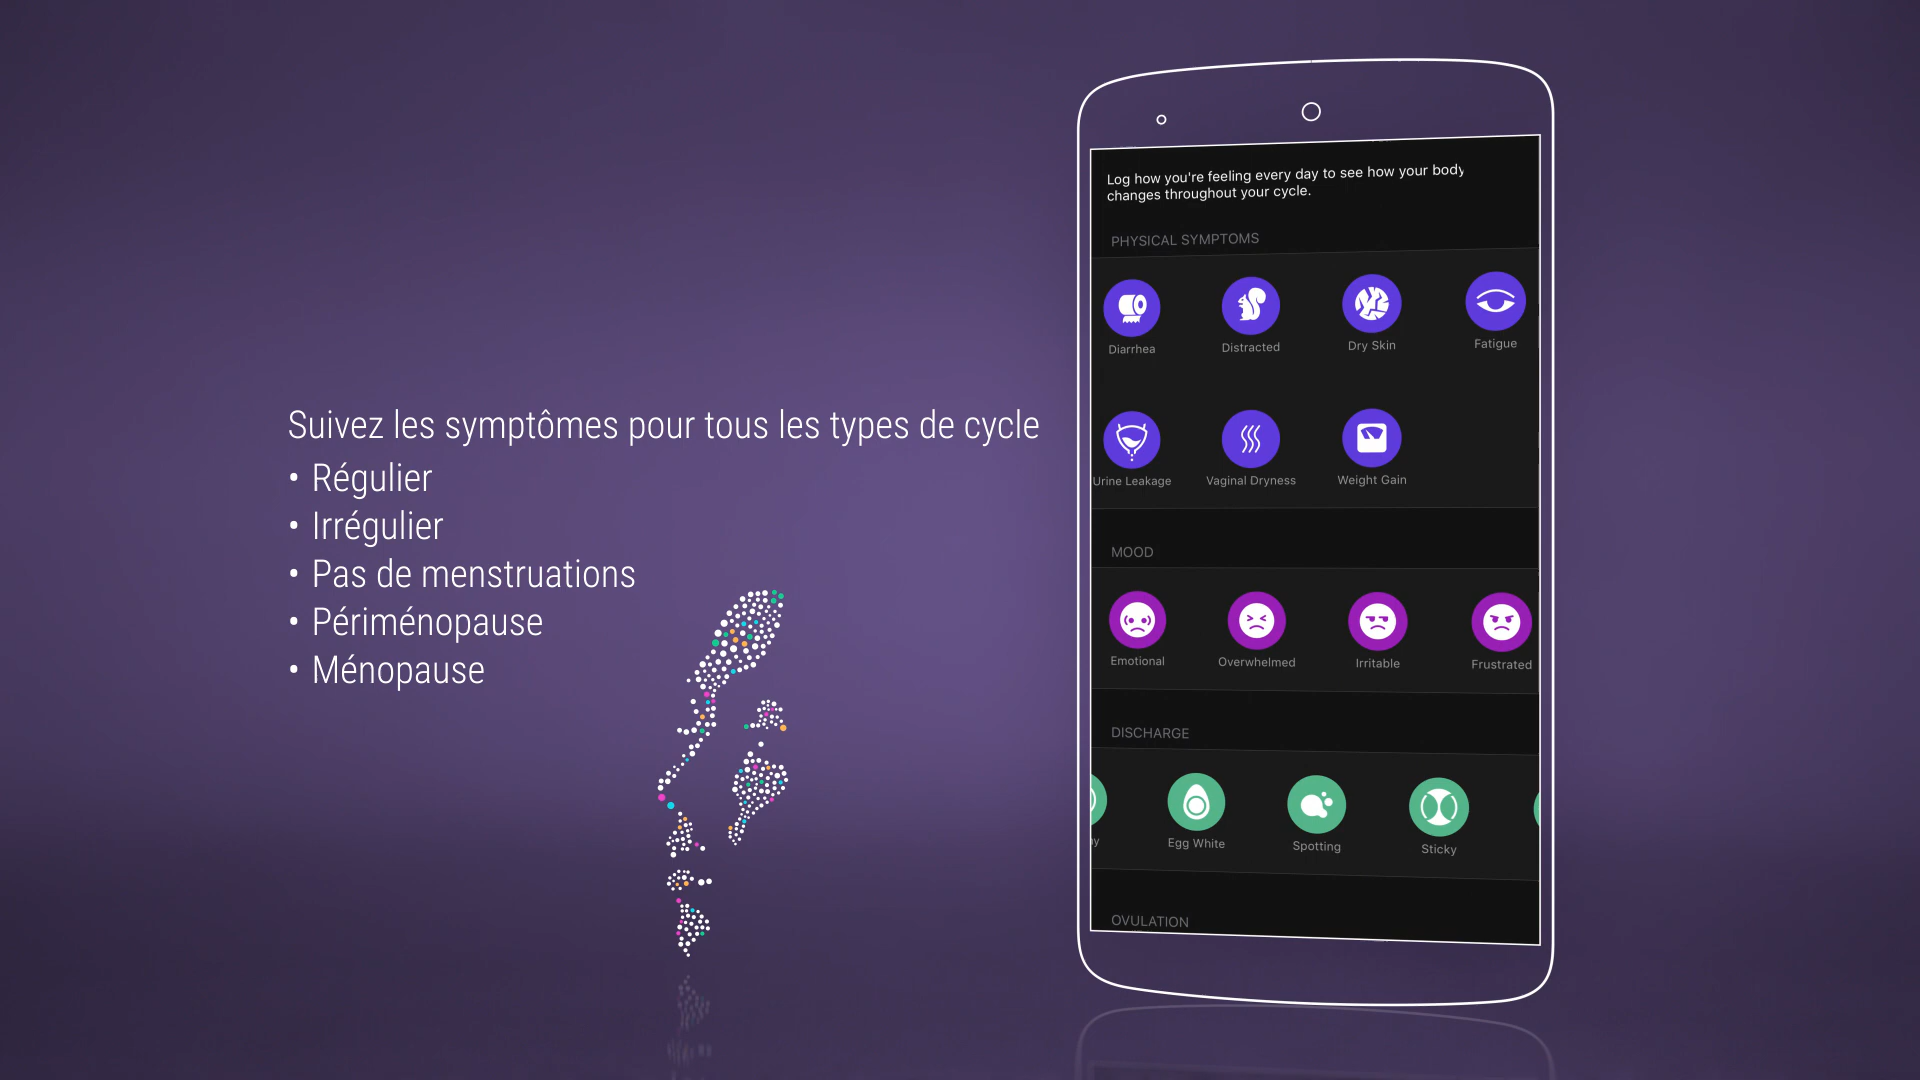 Suivez les symptômes pour tous les types de cycle
• Régulier
• Irrégulier
• Pas de menstruations
• Périménopause
• Ménopause
Log how you're feeling every day to see how your body
changes throughout your cycle.
PHYSICAL SYMPTOMS
Diarrhea Distracted Dry Skin Fatigue
Urine Leakage Vaginal Dryness Weight Gain
MOOD
Emotional Overwhelmed Irritable Frustrated
DISCHARGE
Egg White Spotting Sticky
OVULATION